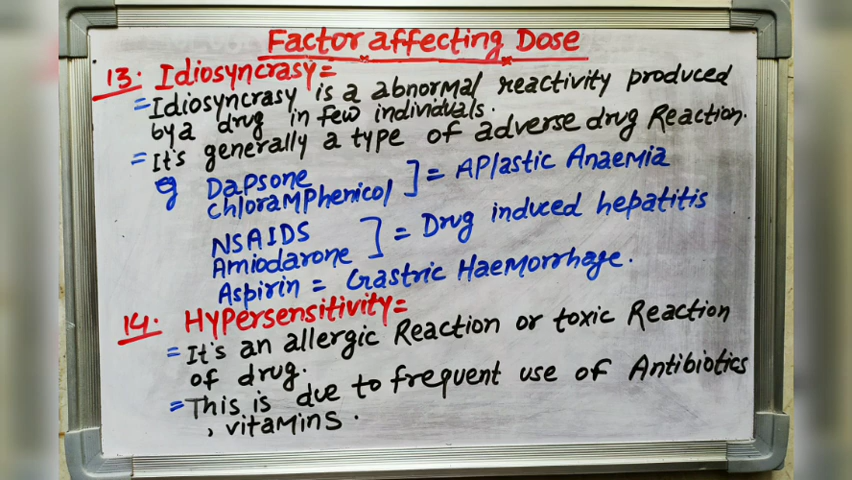 Factor affecting Dose
13. Idiosyncrasy=
= Idiosyncrasy is a abnormal reactivity produced
by a drug in few individuals.
= It's generally a type of adverse drug Reaction.
eg Dapsone
Chloramphenicol ] = Aplastic Anaemia
NSAIDS
Amiodarone ] = Drug induced hepatitis
Aspirin = Gastric Haemorrhage.
14. Hypersensitivity=
= It's an allergic Reaction or toxic Reaction
of drug.
= This is due to frequent use of Antibiotics
, vitamins.